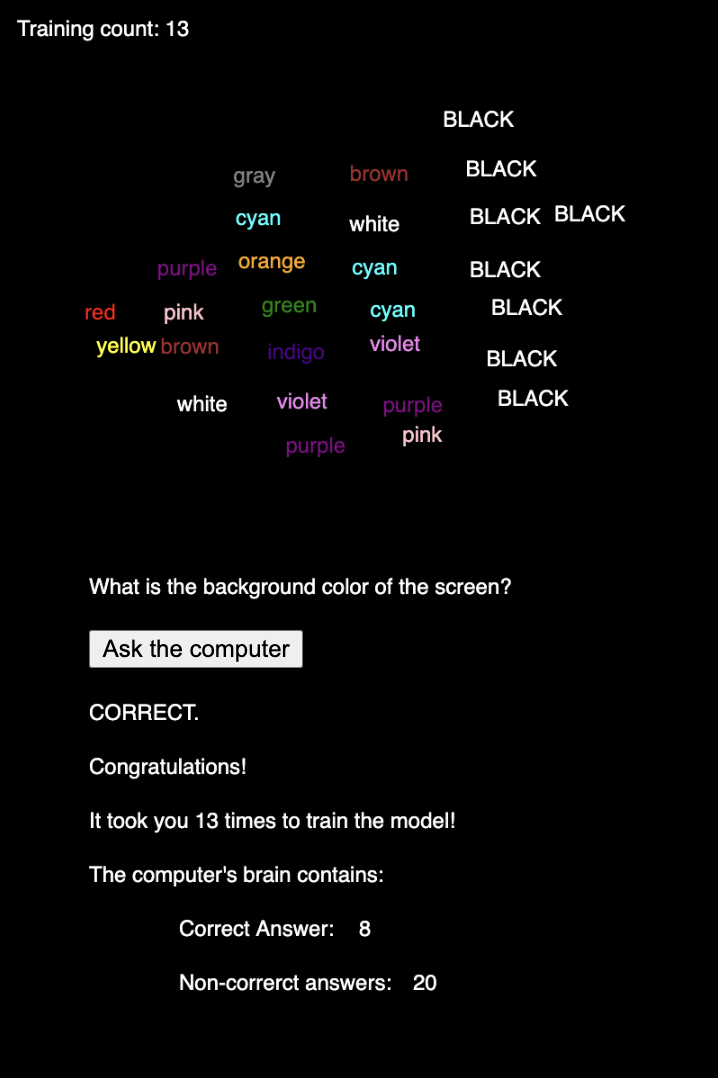 Training count: 13
BLACK
gray brown BLACK
cyan white BLACK BLACK
purple orange cyan BLACK
red pink green cyan BLACK
yellow brown indigo violet BLACK
white violet purple BLACK
purple pink
What is the background color of the screen?
Ask the computer
CORRECT.
Congratulations!
It took you 13 times to train the model!
The computer's brain contains:
Correct Answer: 8
Non-correrct answers: 20